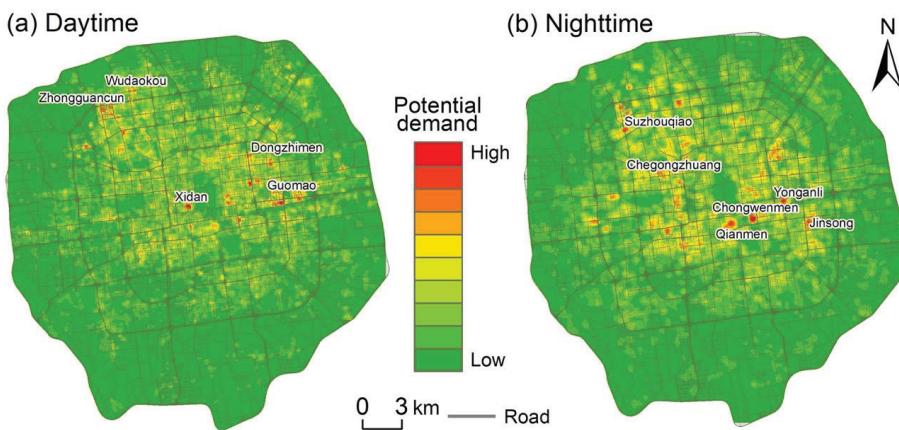 (a) Daytime
Wudaokou
Zhongguancun
Dongzhimen
Guomao
Xidan
Potential
demand
High
Low
0 3 km
Road
(b) Nighttime
N
Suzhouqiao
Chegongzhuang
Yonganli
Chongwenmen
Qianmen
Jinsong